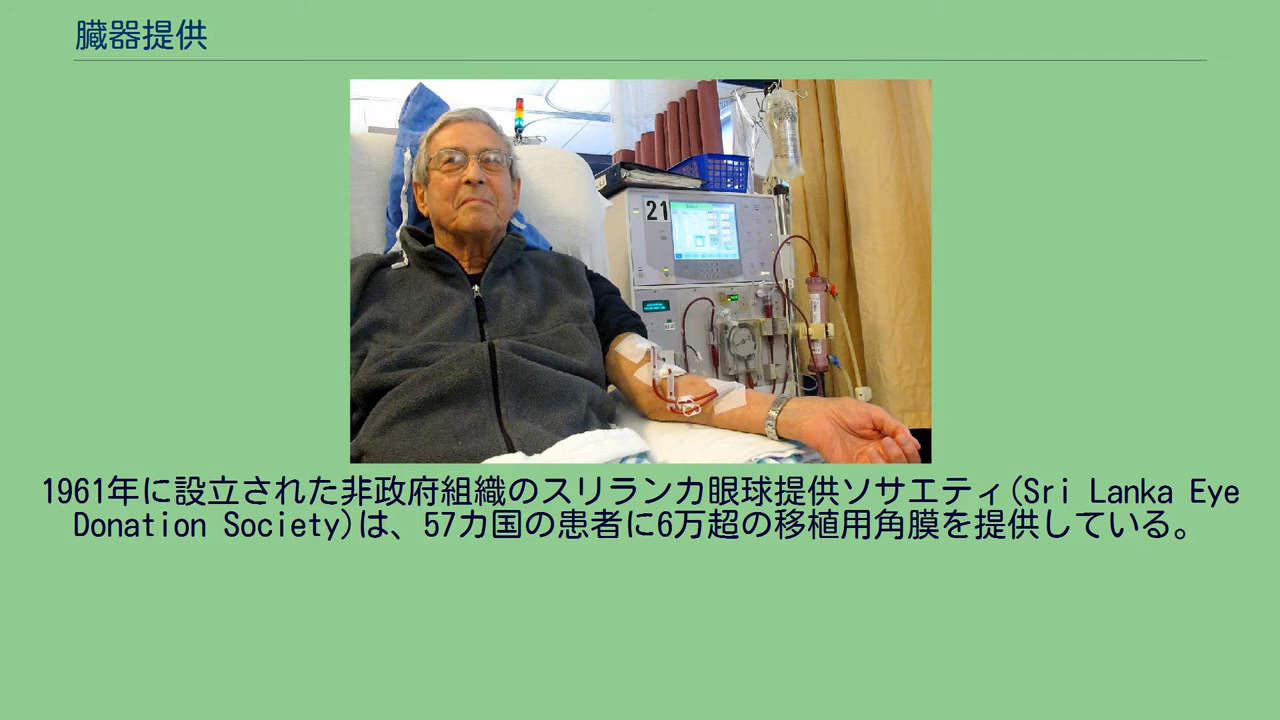 臓器提供
21
1961年に設立された非政府組織のスリランカ眼球提供ソサエティ(Sri Lanka Eye
Donation Society)は、57カ国の患者に6万超の移植用角膜を提供している。